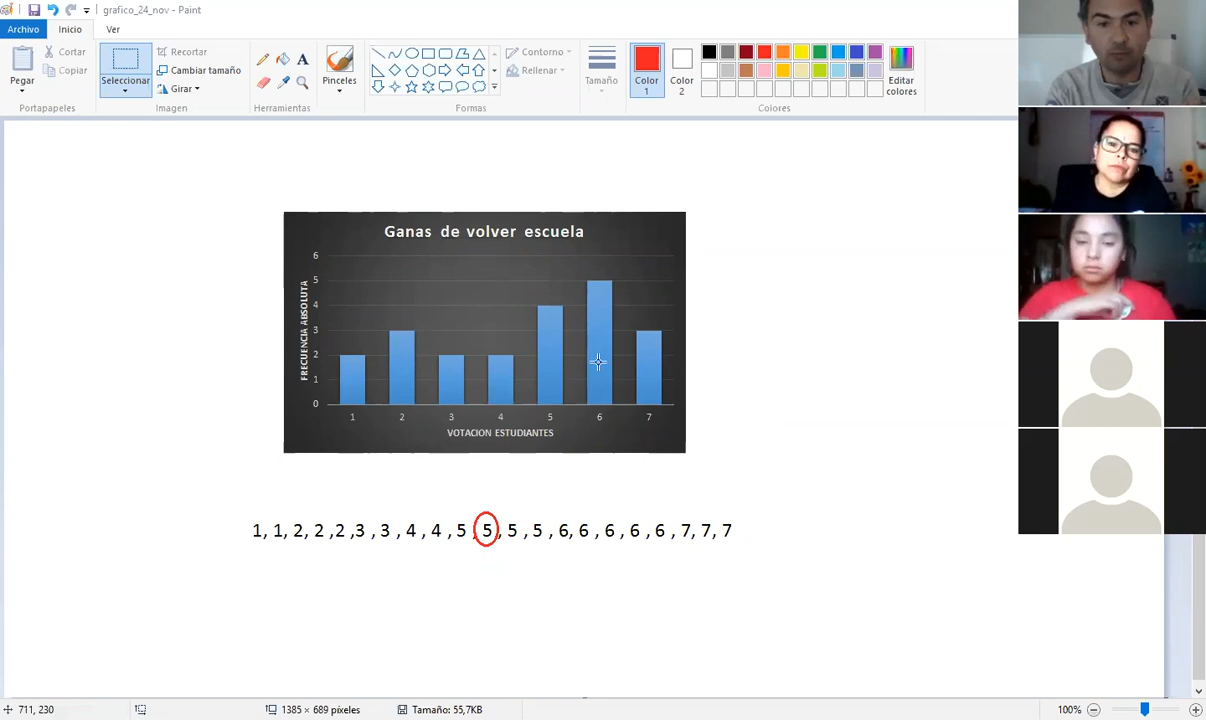 grafico_24_nov - Paint
Archivo Inicio Ver
Pegar
Cortar
Copiar
Portapapeles
Seleccionar
Recortar
Cambiar tamaño
Girar
Imagen
A
Herramientas
Pinceles
Contorno
Rellenar
Formas
Tamaño
Color 1
Color 2
Editar colores
Colores
Ganas de volver escuela
FRECUENCIA ABSOLUTA
6
5
4
3
2
1
0
1 2 3 4 5 6 7
VOTACION ESTUDIANTES
1, 1, 2, 2 ,2 ,3 , 3 , 4 , 4 , 5 , 5 , 5 , 5 , 6, 6 , 6 , 6 , 6 , 7, 7, 7
711, 230
1385 × 689 píxeles
Tamaño: 55,7KB
100%